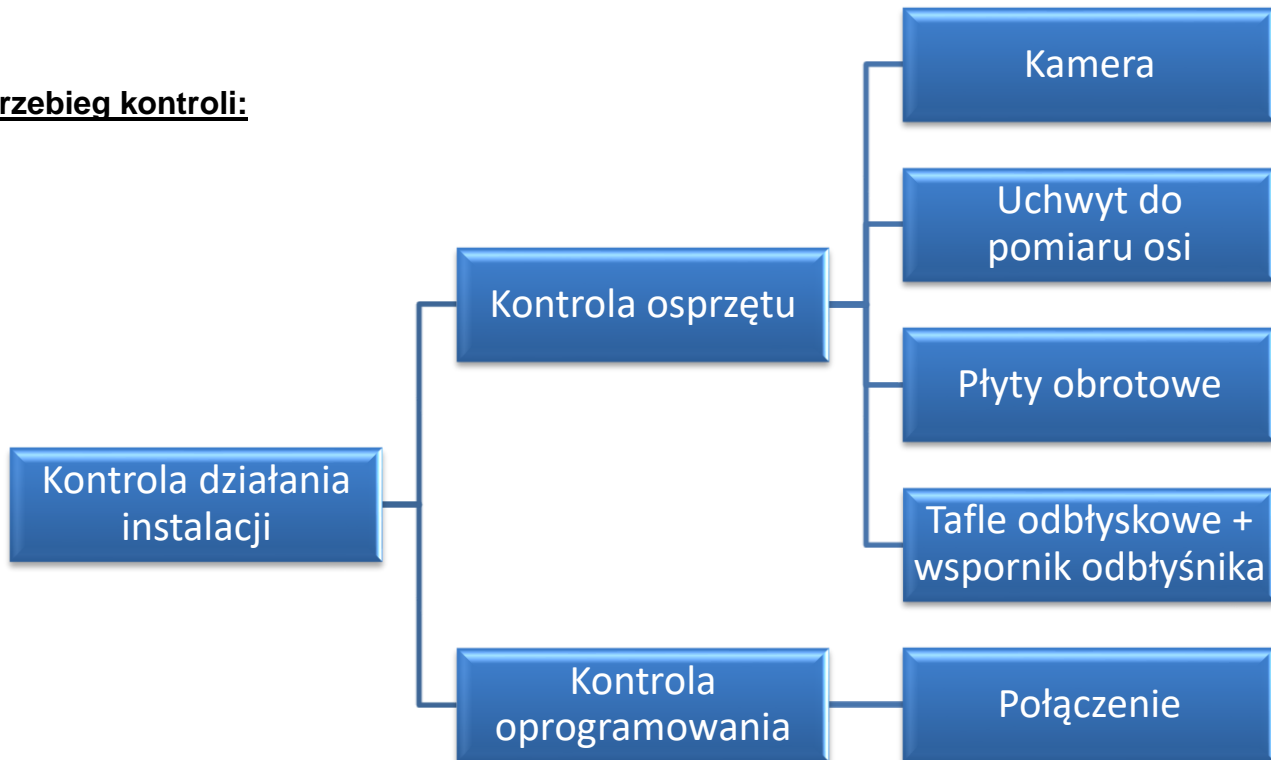 rzebieg kontroli:
Kontrola działania
instalacji
Kontrola osprzętu
Kamera
Uchwyt do
pomiaru osi
Płyty obrotowe
Tafle odbłyskowe +
wspornik odbłyśnika
Kontrola
oprogramowania
Połączenie